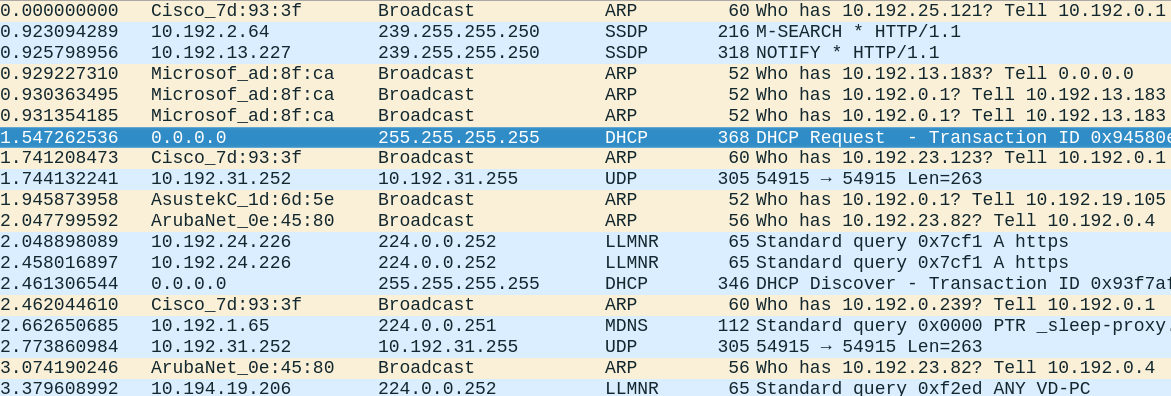 0.000000000 Cisco_7d:93:3f Broadcast ARP 60 Who has 10.192.25.121? Tell 10.192.0.1
0.923094289 10.192.2.64 239.255.255.250 SSDP 216 M-SEARCH * HTTP/1.1
0.925798956 10.192.13.227 239.255.255.250 SSDP 318 NOTIFY * HTTP/1.1
0.929227310 Microsof_ad:8f:ca Broadcast ARP 52 Who has 10.192.13.183? Tell 0.0.0.0
0.930363495 Microsof_ad:8f:ca Broadcast ARP 52 Who has 10.192.0.1? Tell 10.192.13.183
0.931354185 Microsof_ad:8f:ca Broadcast ARP 52 Who has 10.192.0.1? Tell 10.192.13.183
1.547262536 0.0.0.0 255.255.255.255 DHCP 368 DHCP Request - Transaction ID 0x94580
1.741208473 Cisco_7d:93:3f Broadcast ARP 60 Who has 10.192.23.123? Tell 10.192.0.1
1.744132241 10.192.31.252 10.192.31.255 UDP 305 54915 → 54915 Len=263
1.945873958 AsustekC_1d:6d:5e Broadcast ARP 52 Who has 10.192.0.1? Tell 10.192.19.105
2.047799592 ArubaNet_0e:45:80 Broadcast ARP 56 Who has 10.192.23.82? Tell 10.192.0.4
2.048898089 10.192.24.226 224.0.0.252 LLMNR 65 Standard query 0x7cf1 A https
2.458016897 10.192.24.226 224.0.0.252 LLMNR 65 Standard query 0x7cf1 A https
2.461306544 0.0.0.0 255.255.255.255 DHCP 346 DHCP Discover - Transaction ID 0x93f7a
2.462044610 Cisco_7d:93:3f Broadcast ARP 60 Who has 10.192.0.239? Tell 10.192.0.1
2.662650685 10.192.1.65 224.0.0.251 MDNS 112 Standard query 0x0000 PTR _sleep-proxy.
2.773860984 10.192.31.252 10.192.31.255 UDP 305 54915 → 54915 Len=263
3.074190246 ArubaNet_0e:45:80 Broadcast ARP 56 Who has 10.192.23.82? Tell 10.192.0.4
3.379608992 10.194.19.206 224.0.0.252 LLMNR 65 Standard query 0xf2ed ANY VD-PC